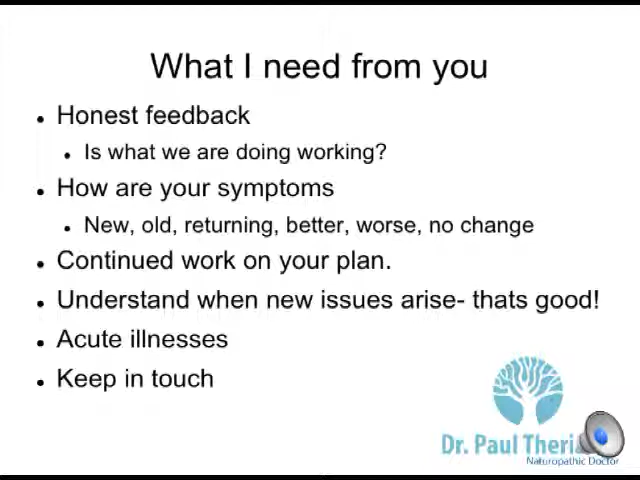 What I need from you
Honest feedback
Is what we are doing working?
How are your symptoms
New, old, returning, better, worse, no change
Continued work on your plan.
Understand when new issues arise- thats good!
Acute illnesses
Keep in touch
Dr. Paul
Naturopathic Doctor